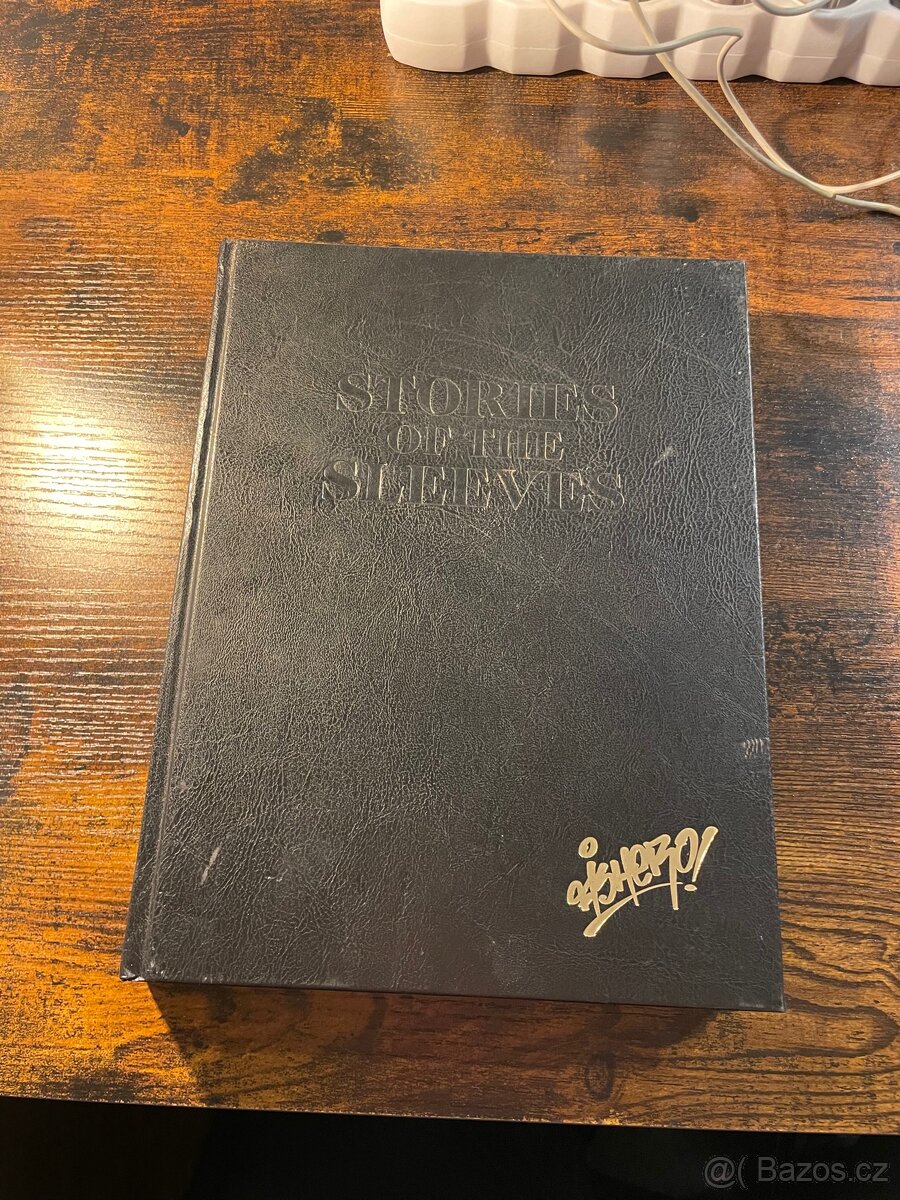 STORIES
OF THE
SLEEVES
@( Bazos.cz